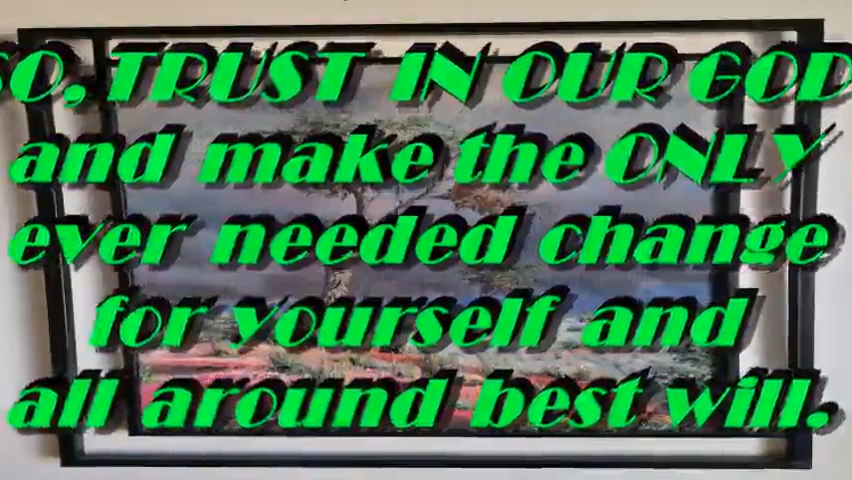 SO, TRUST IN OUR GOD
and make the ONLY
ever needed change
for yourself and
all around best will.